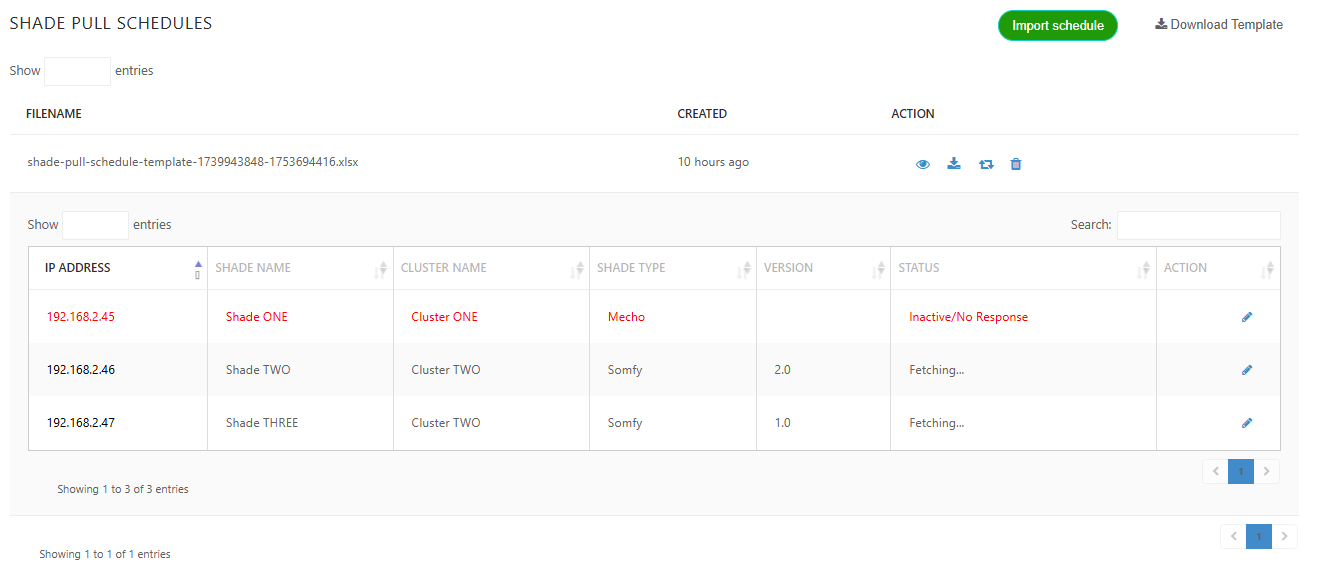 SHADE PULL SCHEDULES
Import schedule
Download Template
Show entries
FILENAME CREATED ACTION
shade-pull-schedule-template-1739943848-1753694416.xlsx 10 hours ago
Show entries Search:
IP ADDRESS SHADE NAME CLUSTER NAME SHADE TYPE VERSION STATUS ACTION
192.168.2.45 Shade ONE Cluster ONE Mecho Inactive/No Response
192.168.2.46 Shade TWO Cluster TWO Somfy 2.0 Fetching...
192.168.2.47 Shade THREE Cluster TWO Somfy 1.0 Fetching...
1
Showing 1 to 3 of 3 entries
1
Showing 1 to 1 of 1 entries